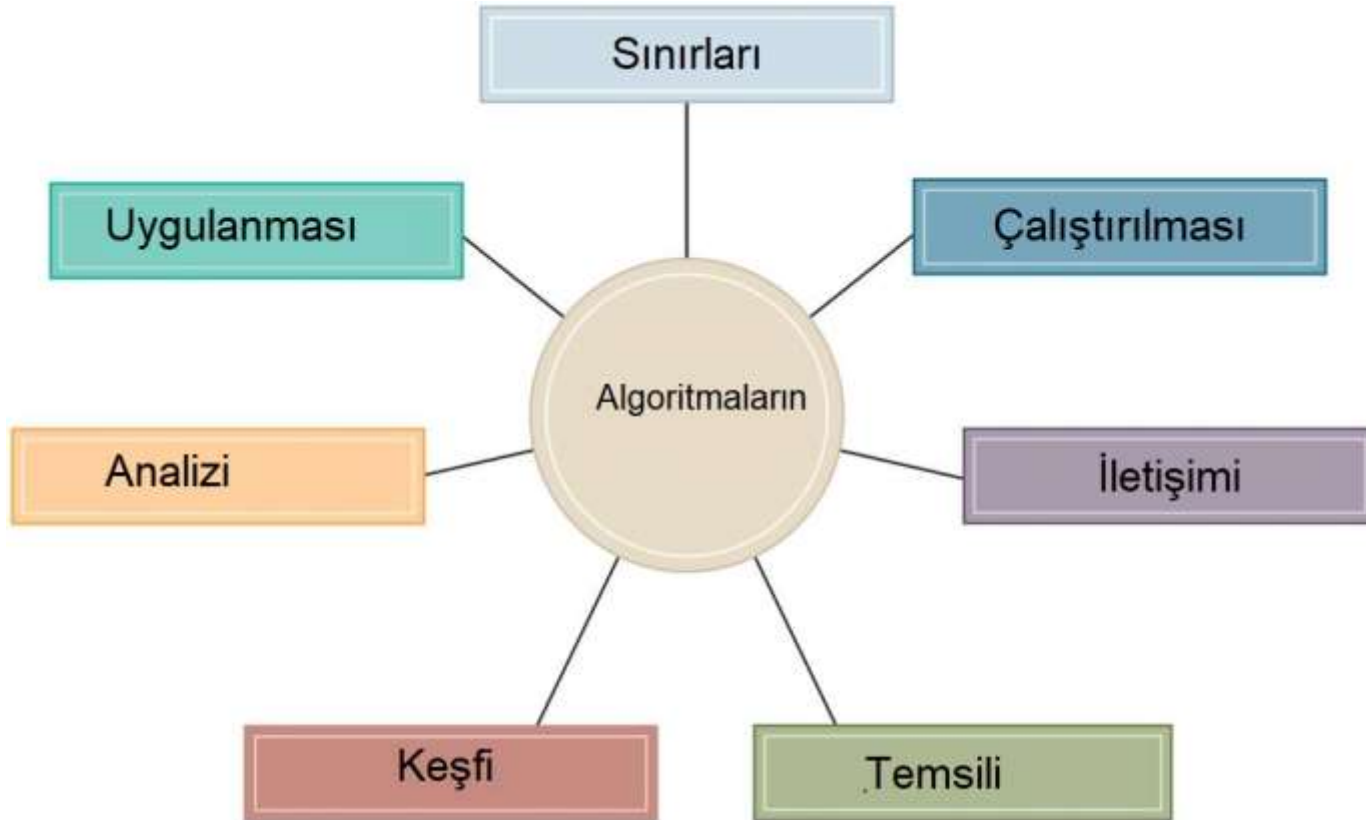 Sınırları
Uygulanması
Çalıştırılması
Algoritmaların
Analizi
İletişimi
Keşfi
Temsili